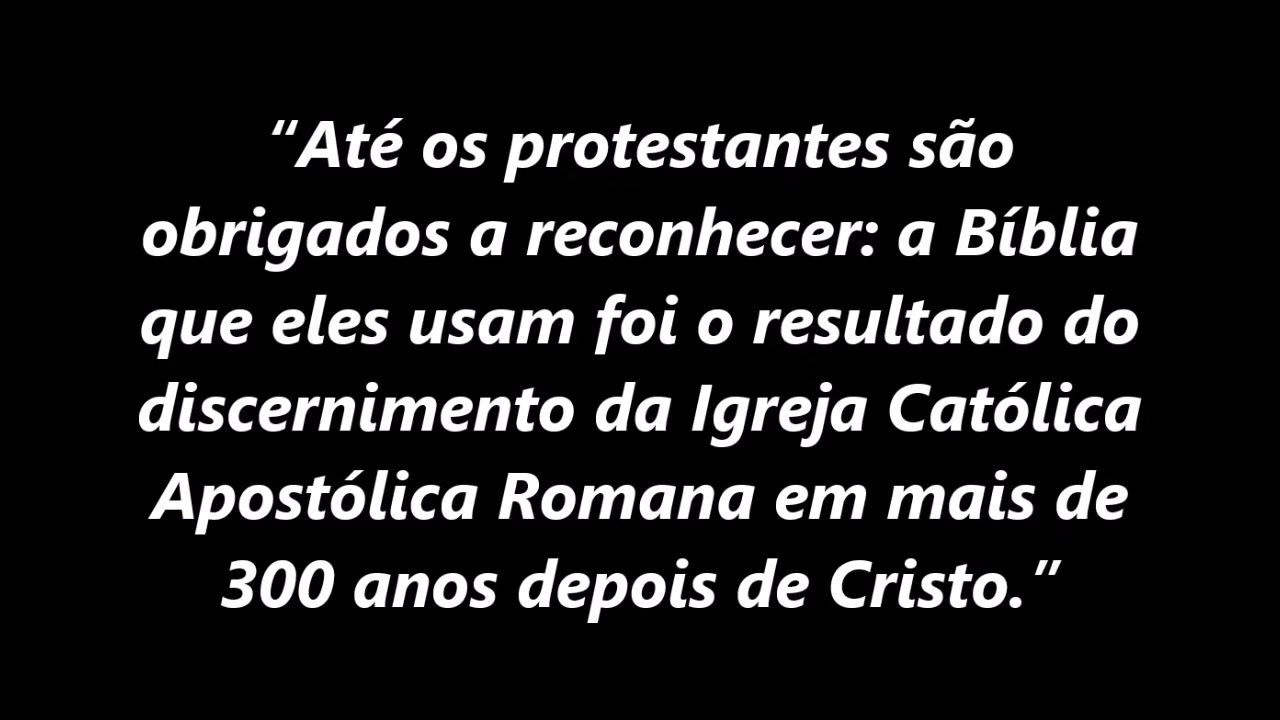 “Até os protestantes são
obrigados a reconhecer: a Bíblia
que eles usam foi o resultado do
discernimento da Igreja Católica
Apostólica Romana em mais de
300 anos depois de Cristo.”